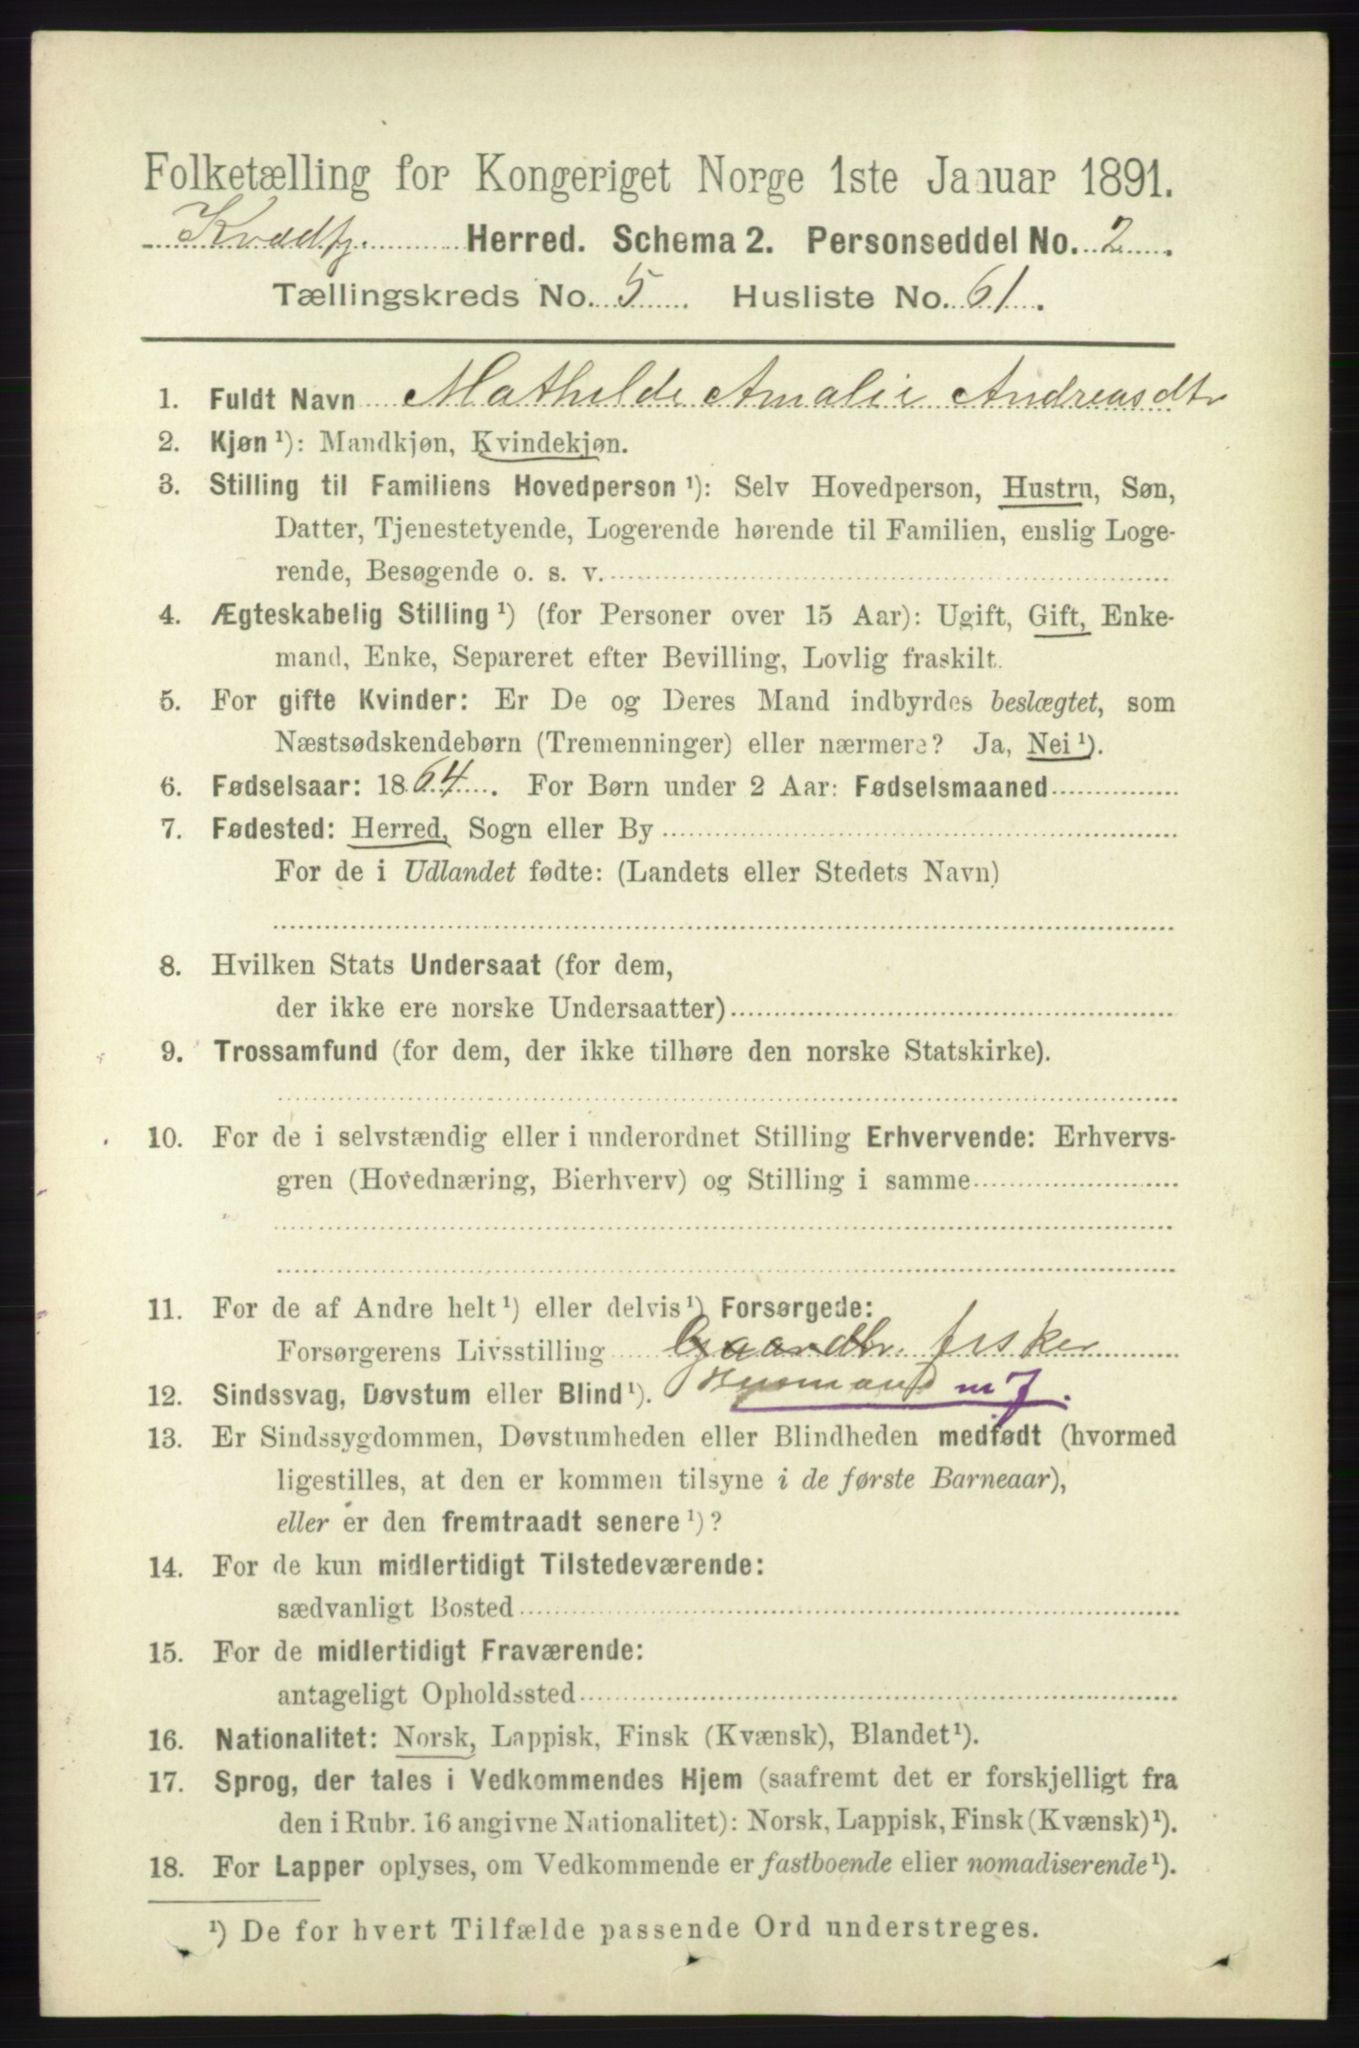 Folketælling for Kongeriget Norge 1ste Januar 1891.
Kvædfj. Herred. Schema 2. Personseddel No. 2
Tællingskreds No. 5 Husliste No. 61.
1. Fuldt Navn Mathilde Amalie Andreasdtr
2. Kjøn ¹): Mandkjøn, Kvindekjøn.
3. Stilling til Familiens Hovedperson ¹): Selv Hovedperson, Hustru, Søn,
Datter, Tjenestetyende, Logerende hørende til Familien, enslig Loge-
rende, Besøgende o. s. v.
4. Ægteskabelig Stilling ¹) (for Personer over 15 Aar): Ugift, Gift, Enke-
mand, Enke, Separeret efter Bevilling, Lovlig fraskilt.
5. For gifte Kvinder: Er De og Deres Mand indbyrdes beslægtet, som
Næstsødskendebørn (Tremenninger) eller nærmere? Ja, Nei ¹).
6. Fødselsaar: 1864. For Børn under 2 Aar: Fødselsmaaned
7. Fødested: Herred, Sogn eller By
For de i Udlandet fødte: (Landets eller Stedets Navn)
8. Hvilken Stats Undersaat (for dem,
der ikke ere norske Undersaatter)
9. Trossamfund (for dem, der ikke tilhøre den norske Statskirke).
10. For de i selvstændig eller i underordnet Stilling Erhvervende: Erhvervs-
gren (Hovednæring, Bierhverv) og Stilling i samme
11. For de af Andre helt ¹) eller delvis ¹) Forsørgede:
Forsørgerens Livsstilling Gaardbr. fisker
12. Sindssvag, Døvstum eller Blind ¹). Husmand m J.
13. Er Sindssygdommen, Døvstumheden eller Blindheden medfødt (hvormed
ligestilles, at den er kommen tilsyne i de første Barneaar),
eller er den fremtraadt senere ¹)?
14. For de kun midlertidigt Tilstedeværende:
sædvanligt Bosted
15. For de midlertidigt Fraværende:
antageligt Opholdssted
16. Nationalitet: Norsk, Lappisk, Finsk (Kvænsk), Blandet ¹).
17. Sprog, der tales i Vedkommendes Hjem (saafremt det er forskjelligt fra
den i Rubr. 16 angivne Nationalitet): Norsk, Lappisk, Finsk (Kvænsk) ¹).
18. For Lapper oplyses, om Vedkommende er fastboende eller nomadiserende ¹).
¹) De for hvert Tilfælde passende Ord understreges.